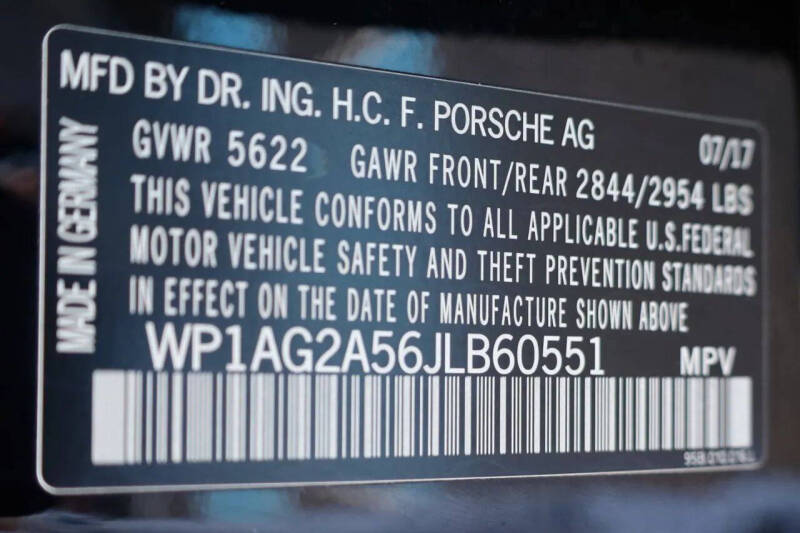 MFD BY DR. ING. H.C. F. PORSCHE AG
07/17
GVWR 5622 GAWR FRONT/REAR 2844/2954 LBS
THIS VEHICLE CONFORMS TO ALL APPLICABLE U.S.FEDERAL
MOTOR VEHICLE SAFETY AND THEFT PREVENTION STANDARDS
IN EFFECT ON THE DATE OF MANUFACTURE SHOWN ABOVE
MADE IN GERMANY
WP1AG2A56JLB60551 MPV